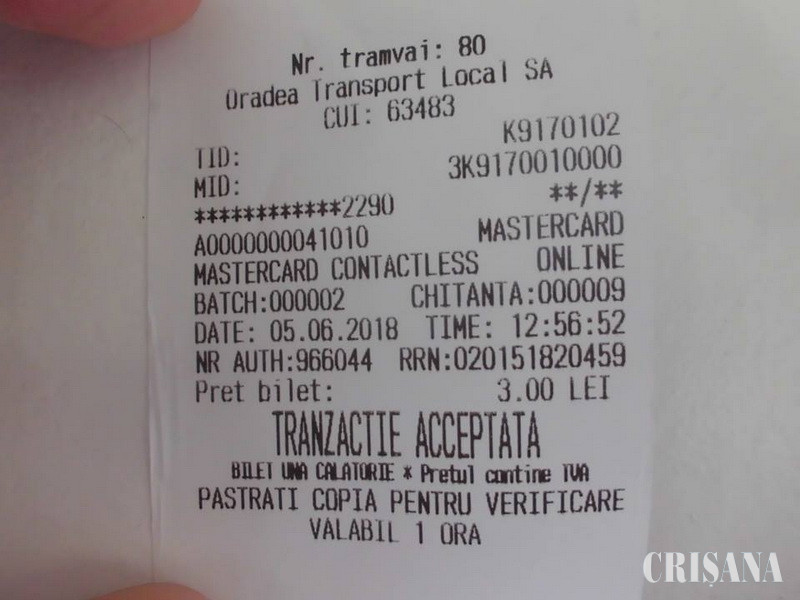 Nr. tramvai: 80
Oradea Transport Local SA
CUI: 63483
TID: K9170102
MID: 3K9170010000
************2290 **/**
A0000000041010 MASTERCARD
MASTERCARD CONTACTLESS ONLINE
BATCH:000002 CHITANTA:000009
DATE: 05.06.2018 TIME: 12:56:52
NR AUTH:966044 RRN:020151820459
Pret bilet: 3.00 LEI
TRANZACTIE ACCEPTATA
BILET UNA CALATORIE * Pretul contine TVA
PASTRATI COPIA PENTRU VERIFICARE
VALABIL 1 ORA
CRIȘANA